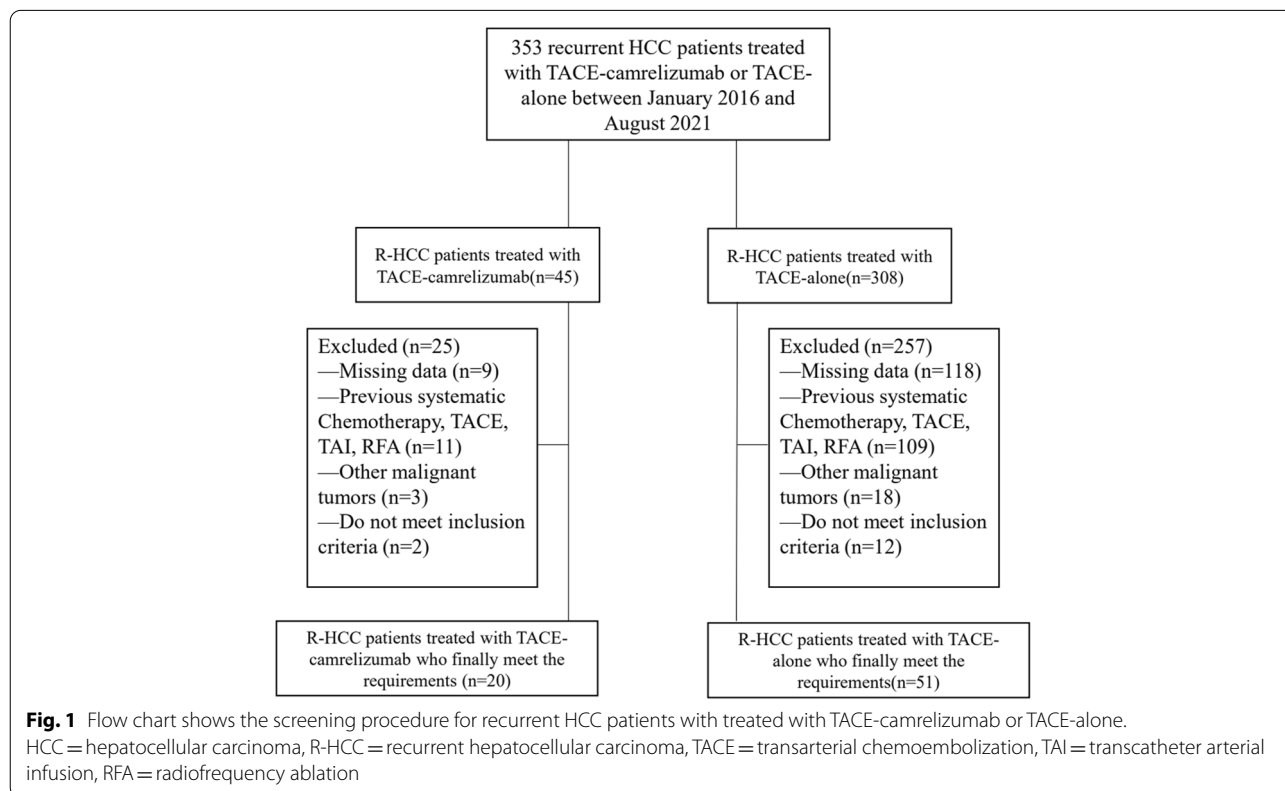 353 recurrent HCC patients treated
with TACE-camrelizumab or TACE-
alone between January 2016 and
August 2021
R-HCC patients treated with
TACE-camrelizumab(n=45)
R-HCC patients treated with
TACE-alone(n=308)
Excluded (n=25)
—Missing data (n=9)
—Previous systematic
Chemotherapy, TACE,
TAI, RFA (n=11)
—Other malignant
tumors (n=3)
—Do not meet inclusion
criteria (n=2)
Excluded (n=257)
—Missing data (n=118)
—Previous systematic
Chemotherapy, TACE,
TAI, RFA (n=109)
—Other malignant
tumors (n=18)
—Do not meet inclusion
criteria (n=12)
R-HCC patients treated with TACE-
camrelizumab who finally meet the
requirements (n=20)
R-HCC patients treated with TACE-
alone who finally meet the
requirements(n=51)
Fig. 1 Flow chart shows the screening procedure for recurrent HCC patients with treated with TACE-camrelizumab or TACE-alone.
HCC = hepatocellular carcinoma, R-HCC = recurrent hepatocellular carcinoma, TACE = transarterial chemoembolization, TAI = transcatheter arterial
infusion, RFA = radiofrequency ablation